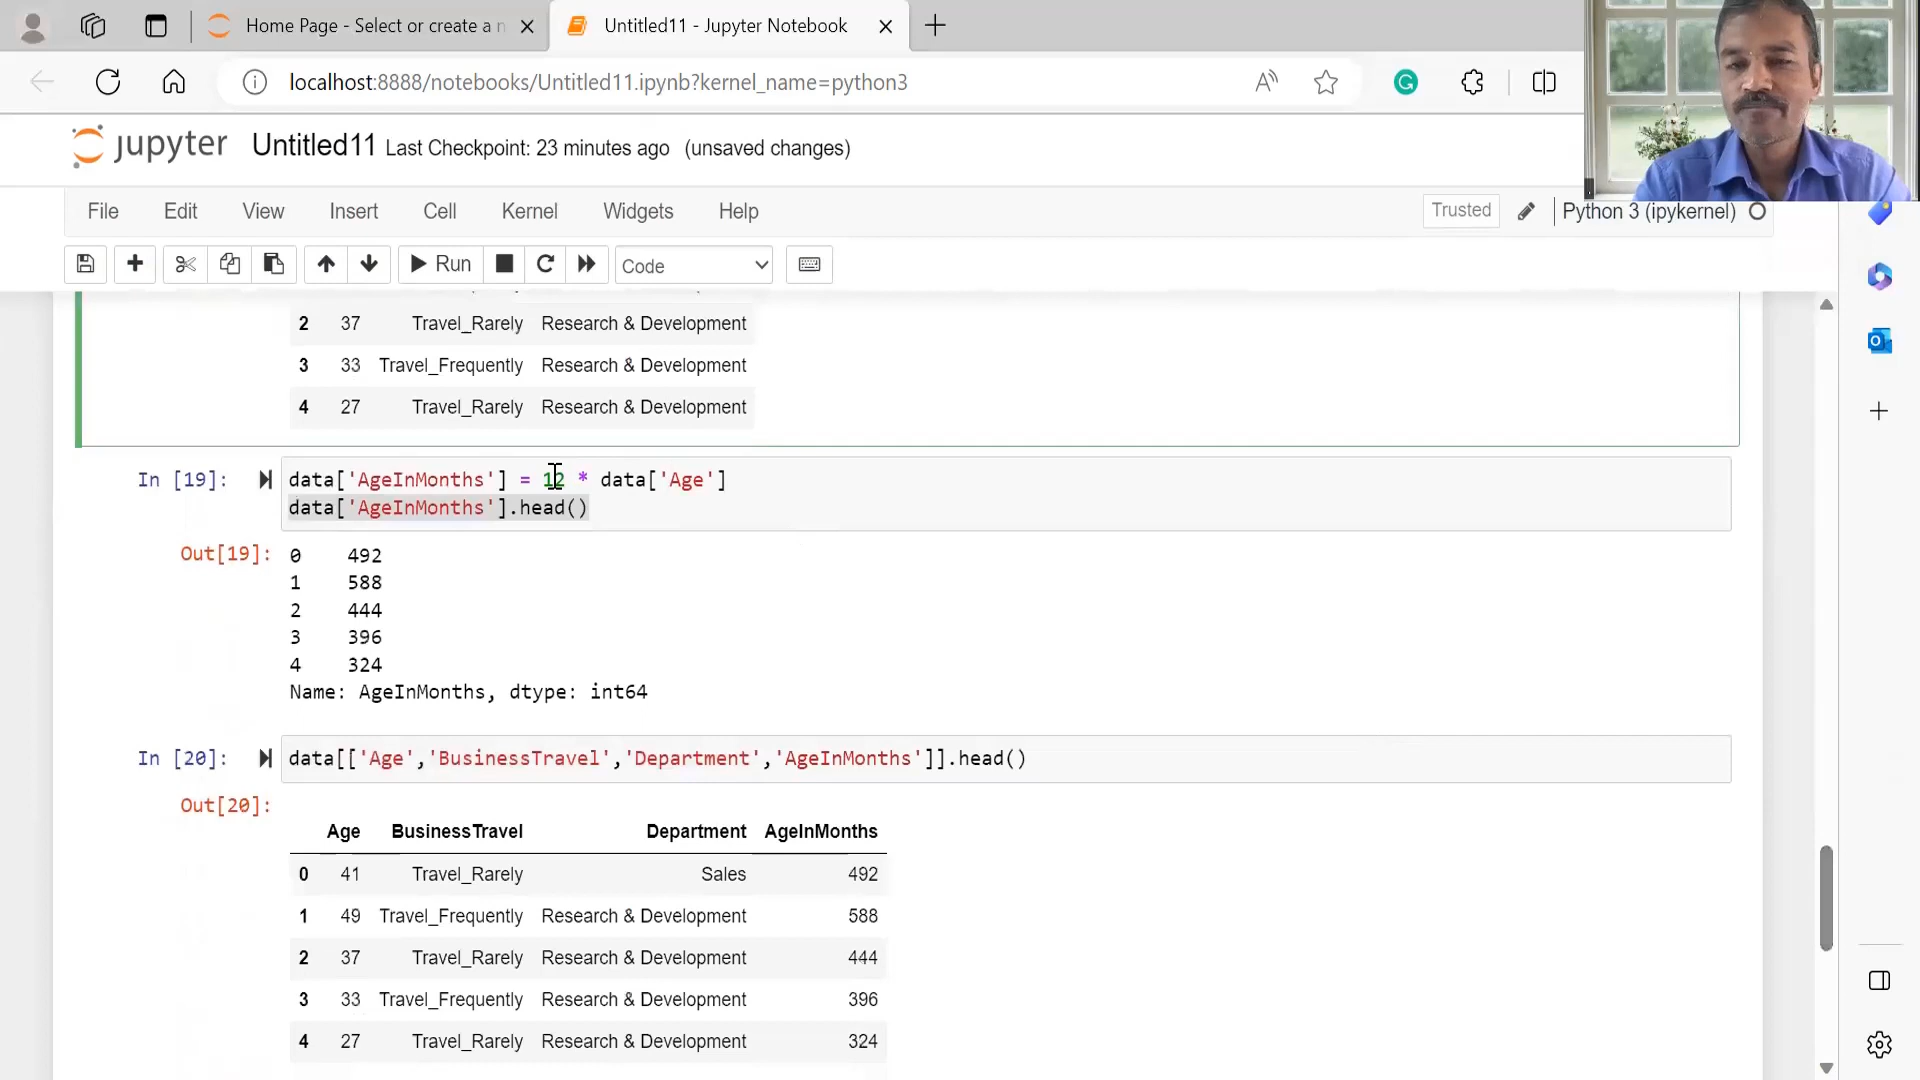 Home Page - Select or create a n
Untitled11 - Jupyter Notebook
localhost:8888/notebooks/Untitled11.ipynb?kernel_name=python3
jupyter Untitled11 Last Checkpoint: 23 minutes ago (unsaved changes)
File Edit View Insert Cell Kernel Widgets Help Trusted Python 3 (ipykernel)
Run Code
2 37 Travel_Rarely Research & Development
3 33 Travel_Frequently Research & Development
4 27 Travel_Rarely Research & Development
In [19]: data['AgeInMonths'] = 12 * data['Age']
data['AgeInMonths'].head()
Out[19]: 0 492
1 588
2 444
3 396
4 324
Name: AgeInMonths, dtype: int64
In [20]: data[['Age','BusinessTravel','Department','AgeInMonths']].head()
Out[20]:
Age BusinessTravel Department AgeInMonths
0 41 Travel_Rarely Sales 492
1 49 Travel_Frequently Research & Development 588
2 37 Travel_Rarely Research & Development 444
3 33 Travel_Frequently Research & Development 396
4 27 Travel_Rarely Research & Development 324